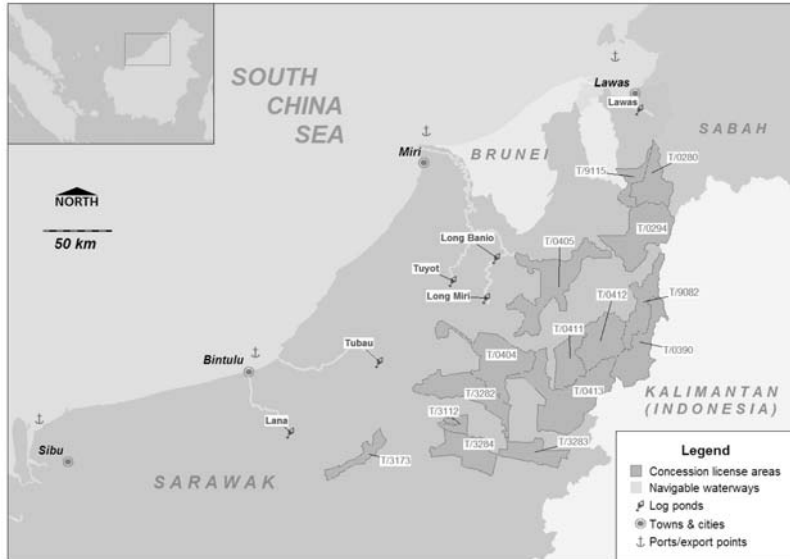 SOUTH
CHINA
SEA
Lawas
Lawas
SABAH
Miri
BRUNEI
T/0280
T/9115
NORTH
50 km
Long Banio
T/0405
T/0294
Tuyot
Long Miri
T/0412
T/9082
T/0411
Tubau
Bintulu
T/0404
T/0390
T/3282
T/0413
KALIMANTAN
(INDONESIA)
T/3112
Lana
T/3284
T/3283
Sibu
T/3173
SARAWAK
Legend
Concession license areas
Navigable waterways
Log ponds
Towns & cities
Ports/export points